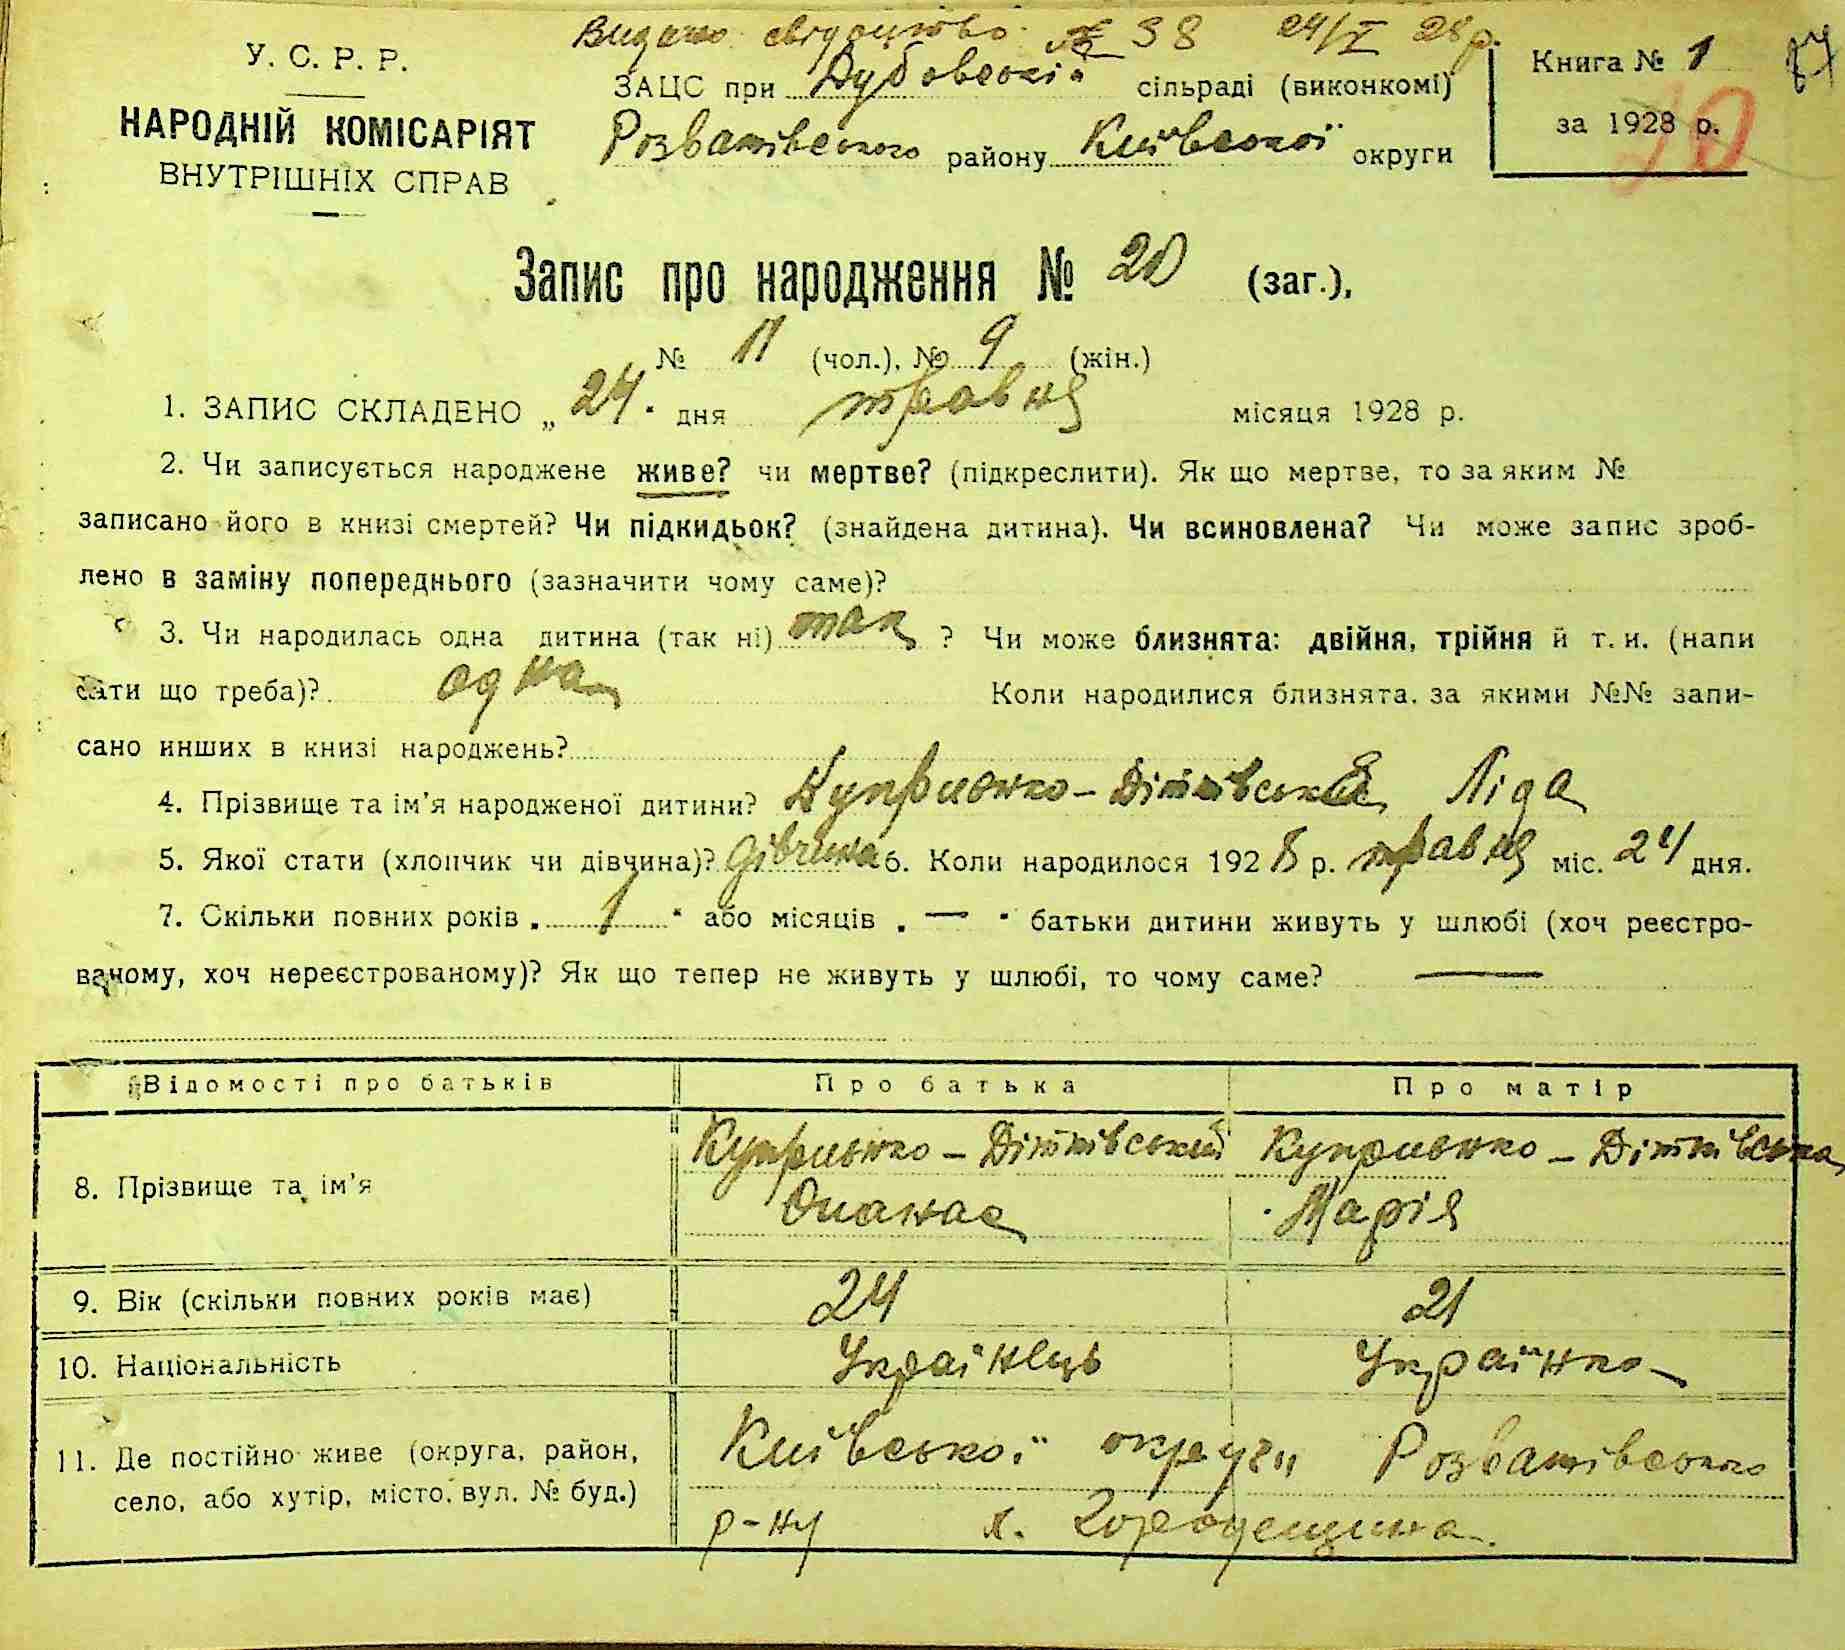 Видано свідоцтво № 38 24/V 28 р.
У. С. Р. Р.
НАРОДНІЙ КОМІСАРІЯТ
ВНУТРІШНІХ СПРАВ
ЗАЦС при Дубовській сільраді (виконкомі)
Розватівського району Київської округи
Книга № 1
за 1928 р.
20
Запис про народження № 20 (заг.),
№ 11 (чол.), № 9 (жін.)
1. ЗАПИС СКЛАДЕНО „ 24 " дня травня місяця 1928 р.
2. Чи записується народжене живе? чи мертве? (підкреслити). Як що мертве, то за яким №
записано його в книзі смертей? Чи підкидьок? (знайдена дитина). Чи всиновлена? Чи може запис зроб-
лено в заміну попереднього (зазначити чому саме)?
3. Чи народилась одна дитина (так ні) так ? Чи може близнята: двійня, трійня й т. и. (напи
сати що треба)? одна Коли народилися близнята, за якими №№ запи-
сано инших в книзі народжень?
4. Прізвище та ім'я народженої дитини? Куприенко - Дітківська Ліда
5. Якої стати (хлопчик чи дівчина)? дівчина 6. Коли народилося 1928 р. травня міс. 24 дня.
7. Скільки повних років „ 1 " або місяців „ — " батьки дитини живуть у шлюбі (хоч реєстро-
ваному, хоч нереєстрованому)? Як що тепер не живуть у шлюбі, то чому саме? —
Відомості про батьків Про батька Про матір
8. Прізвище та ім'я Куприенко - Дітківський Куприенко - Дітківська
Опанас Марія
9. Вік (скільки повних років має) 24 21
10. Національність Українець Українка
11. Де постійно живе (округа, район, Київської округи Розватівського
село, або хутір, місто, вул. № буд.) р-ну х. Городещина